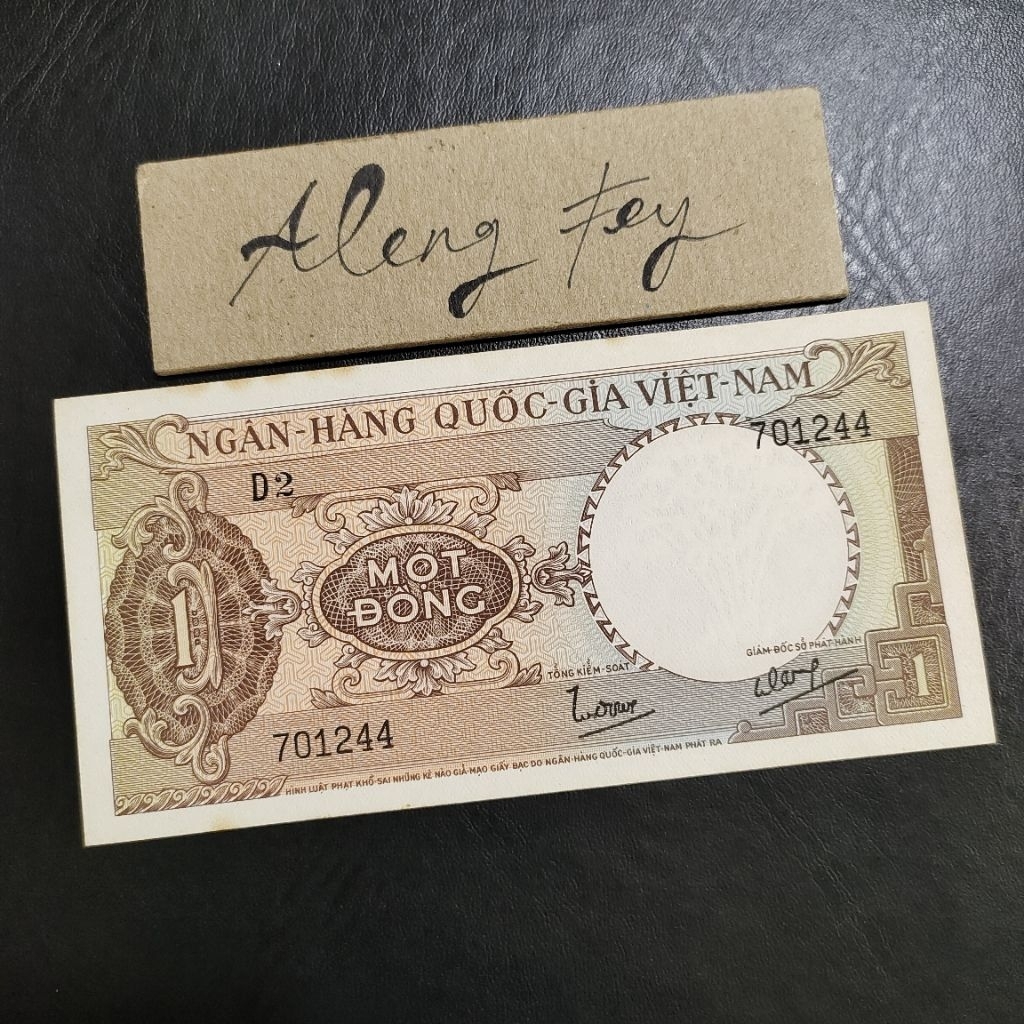 Aleng Fey
NGÂN-HÀNG QUỐC-GIA VIỆT-NAM
701244
D2
MỘT
ĐỒNG
1
TỔNG KIỂM-SOÁT
GIÁM-ĐỐC SỞ PHÁT-HÀNH
1
701244
HÌNH LUẬT PHẠT KHỔ-SAI NHỮNG KẺ NÀO GIẢ-MẠO GIẤY BẠC DO NGÂN-HÀNG QUỐC-GIA VIỆT-NAM PHÁT RA